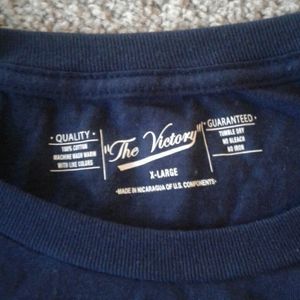 · QUALITY ·
100% COTTON
MACHINE WASH WARM
WITH LIKE COLORS
"The Victory"
X-LARGE
-MADE IN NICARAGUA OF U.S. COMPONENTS-
· GUARANTEED ·
TUMBLE DRY
NO BLEACH
NO IRON